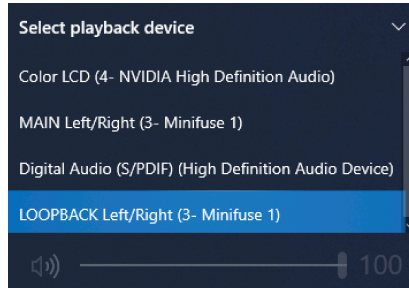 Select playback device
Color LCD (4- NVIDIA High Definition Audio)
MAIN Left/Right (3- Minifuse 1)
Digital Audio (S/PDIF) (High Definition Audio Device)
LOOPBACK Left/Right (3- Minifuse 1)
100